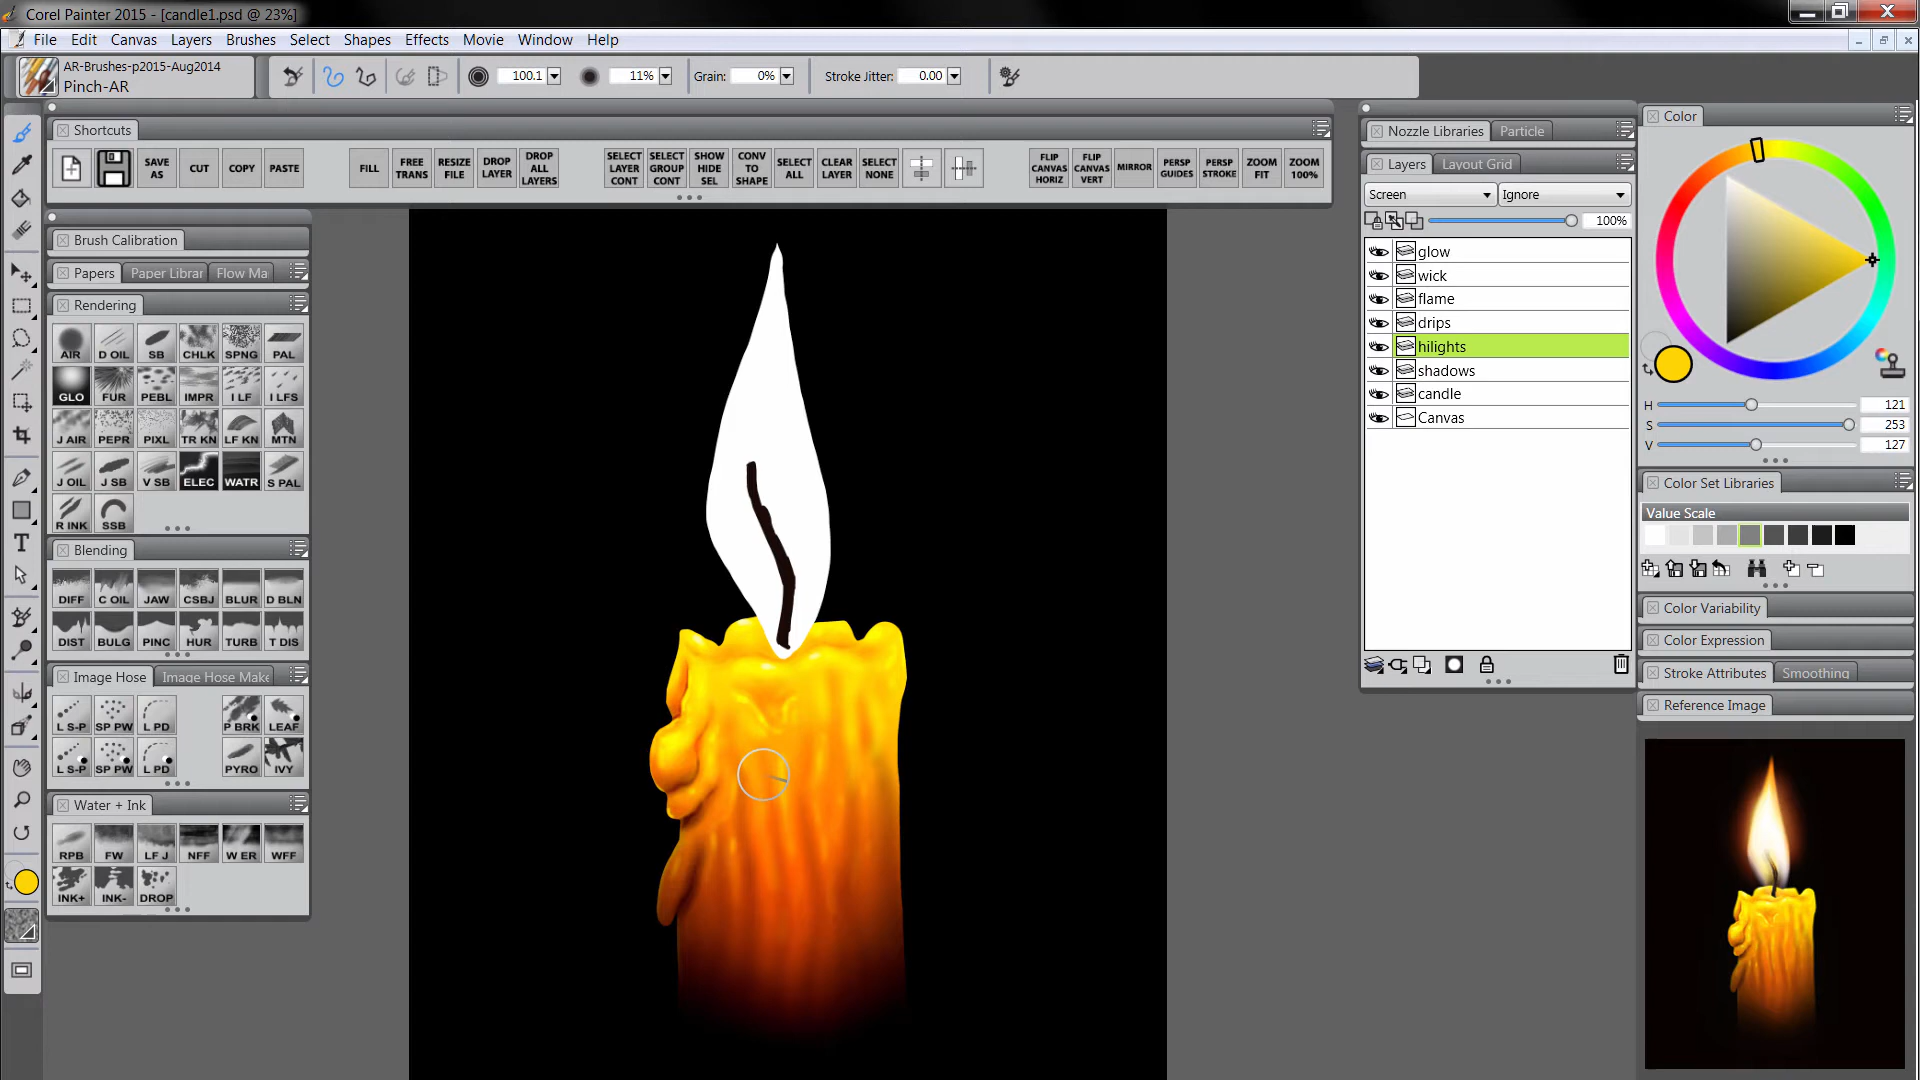 Corel Painter 2015 - [candle1.psd @ 23%]
File Edit Canvas Layers Brushes Select Shapes Effects Movie Window Help
AR-Brushes-p2015-Aug2014
Pinch-AR
100.1 11% Grain: 0% Stroke Jitter: 0.00
Shortcuts
SAVE AS CUT COPY PASTE FILL FREE TRANS RESIZE FILE DROP LAYER DROP ALL LAYERS SELECT LAYER CONT SELECT GROUP CONT SHOW HIDE SEL CONV TO SHAPE SELECT ALL CLEAR LAYER SELECT NONE FLIP CANVAS HORIZ FLIP CANVAS VERT MIRROR PERSP GUIDES PERSP STROKE ZOOM FIT ZOOM 100%
Brush Calibration
Papers Paper Librar Flow Ma
Rendering
AIR D OIL SB CHLK SPNG PAL
GLO FUR PEBL IMPR I LF I LFS
J AIR PEPR PIXL TR KN LF KN MTN
J OIL J SB V SB ELEC WATR S PAL
R INK SSB
Blending
DIFF C OIL JAW CSBJ BLUR D BLN
DIST BULG PINC HUR TURB T DIS
Image Hose Image Hose Make
L S-P SP PW L PD P BRK LEAF
L S-P SP PW L PD PYRO IVY
Water + Ink
RPB FW LF J NFF W ER WFF
INK+ INK- DROP
Nozzle Libraries Particle
Layers Layout Grid
Screen Ignore
100%
glow
wick
flame
drips
hilights
shadows
candle
Canvas
Color
H 121
S 253
V 127
Color Set Libraries
Value Scale
Color Variability
Color Expression
Stroke Attributes Smoothing
Reference Image
T